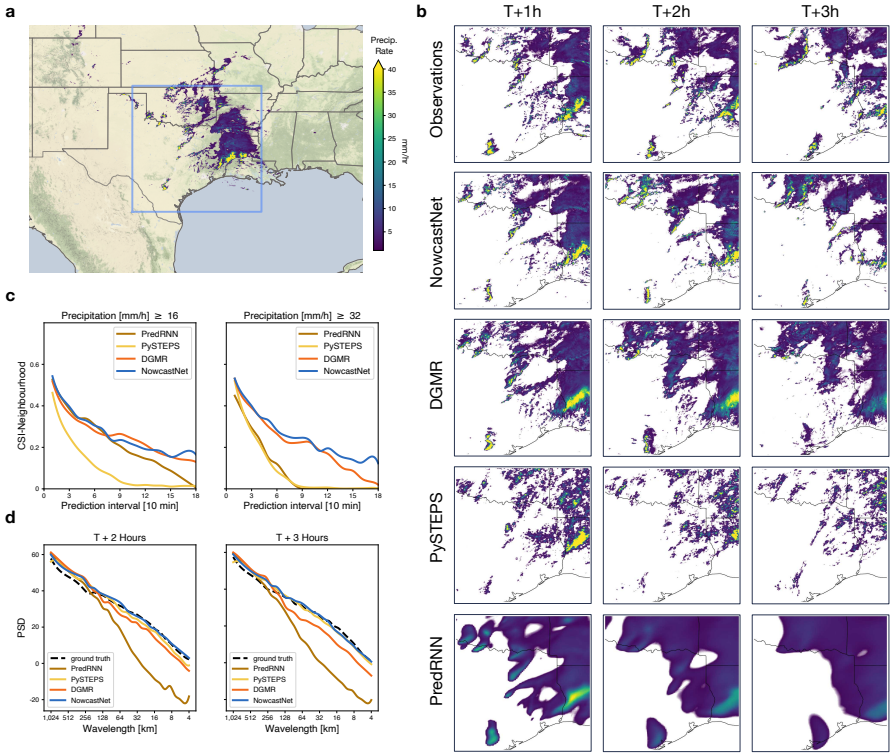 a
Precip.
Rate
40
35
30
25
20
15
10
5
mm/hr
b
T+1h
T+2h
T+3h
Observations
NowcastNet
DGMR
PySTEPS
PredRNN
c
Precipitation [mm/h] ≥ 16
Precipitation [mm/h] ≥ 32
PredRNN
PySTEPS
DGMR
NowcastNet
PredRNN
PySTEPS
DGMR
NowcastNet
CSI-Neighbourhood
0.6
0.4
0.2
0
0 3 6 9 12 15 18
0 3 6 9 12 15 18
Prediction interval [10 min]
Prediction interval [10 min]
d
T + 2 Hours
T + 3 Hours
PSD
60
40
20
0
-20
ground truth
PredRNN
PySTEPS
DGMR
NowcastNet
ground truth
PredRNN
PySTEPS
DGMR
NowcastNet
1,024 512 256 128 64 32 16 8 4
1,024 512 256 128 64 32 16 8 4
Wavelength [km]
Wavelength [km]